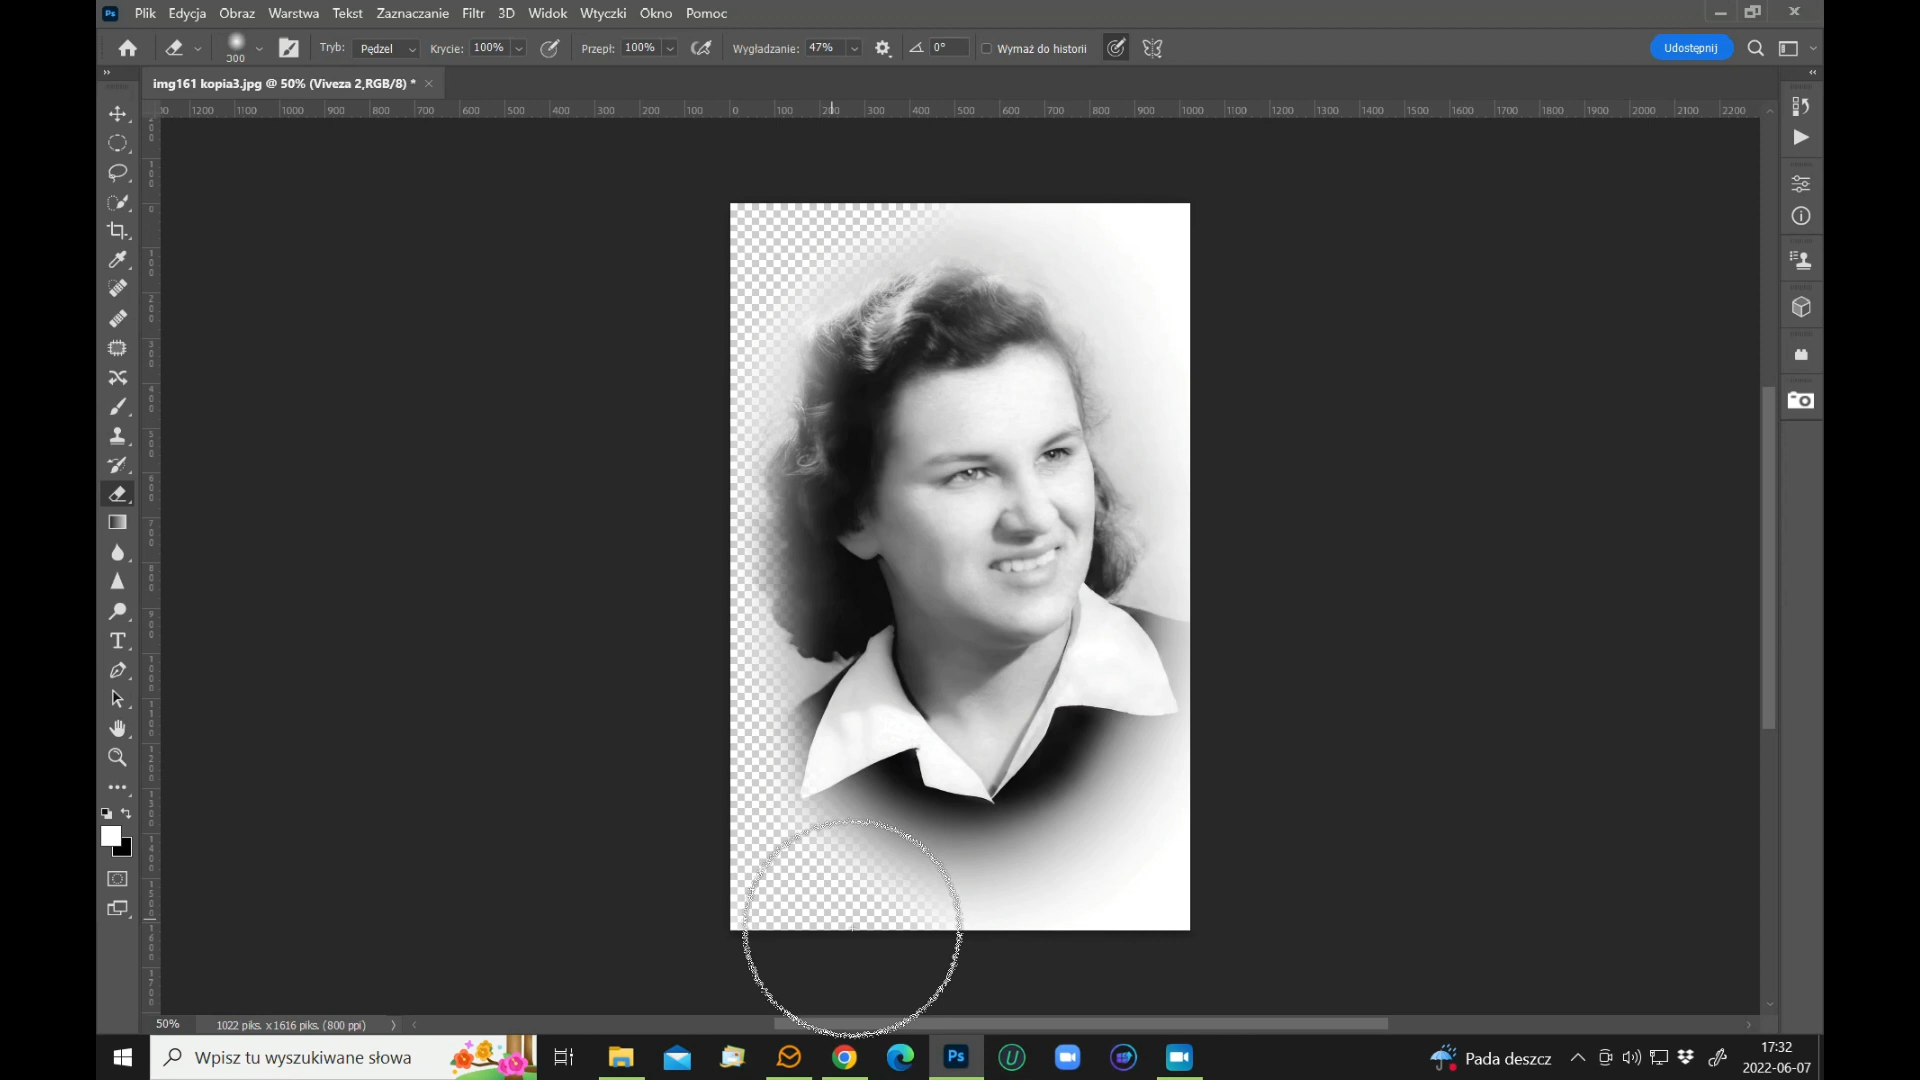 Ps Plik Edycja Obraz Warstwa Tekst Zaznaczanie Filtr 3D Widok Wtyczki Okno Pomoc
300 Tryb: Pędzel Krycie: 100% Przepł: 100% Wygładzanie: 47% 0° Wymaż do historii Udostępnij
img161 kopia3.jpg @ 50% (Viveza 2,RGB/8) *
1200 1100 1000 900 800 700 600 500 400 300 200 100 0 100 200 300 400 500 600 700 800 900 1000 1100 1200 1300 1400 1500 1600 1700 1800 1900 2000 2100 2200
50% 1022 piks. x 1616 piks. (800 ppi)
Wpisz tu wyszukiwane słowa Ps Pada deszcz 17:32
2022-06-07